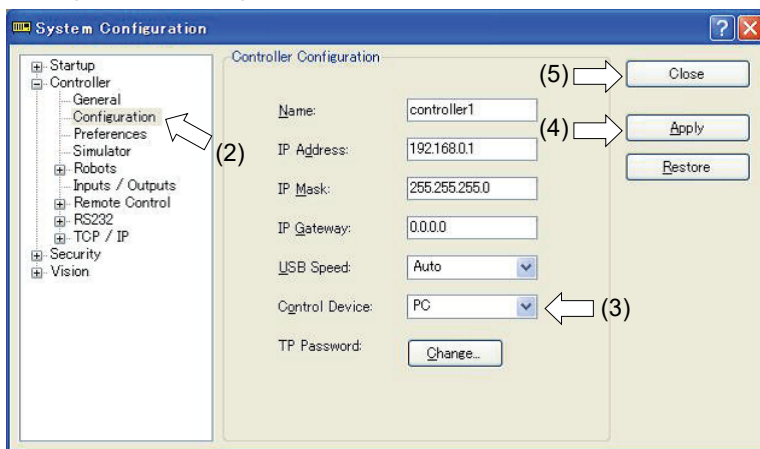 System Configuration
Startup
Controller
General
Configuration
Preferences
Simulator
Robots
Inputs / Outputs
Remote Control
RS232
TCP / IP
Security
Vision
(2)
Controller Configuration
Name:
controller1
IP Address:
192.168.0.1
IP Mask:
255.255.255.0
IP Gateway:
0.0.0.0
USB Speed:
Auto
Control Device:
PC
(3)
TP Password:
Change...
(5)
Close
(4)
Apply
Restore